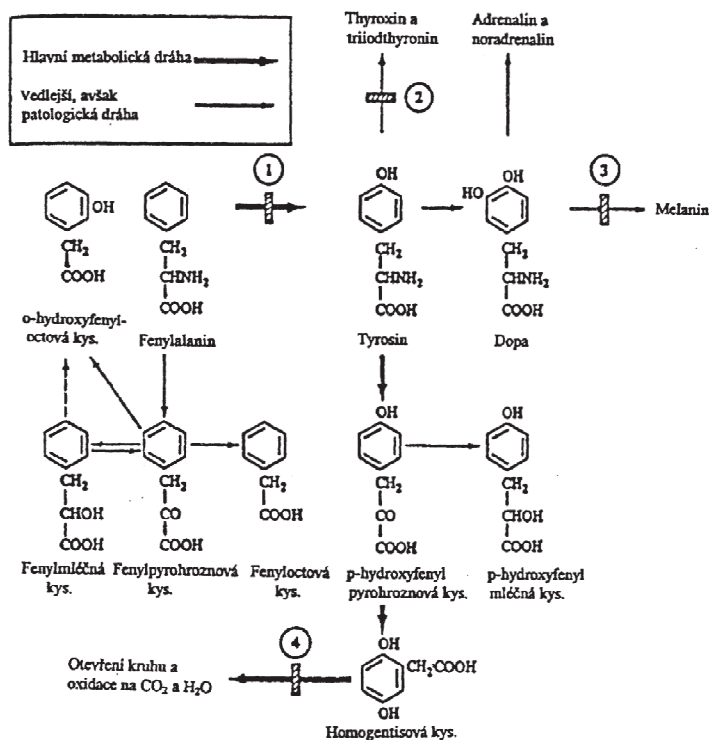 Thyroxin a
triiodthyronin
Adrenalín a
noradrenalin
Hlavní metabolická dráha
Vedlejší, avšak
patologická dráha
2
1
3
OH
OH
OH
HO
Melanin
CH2
COOH
CH2
CHNH2
COOH
CH2
CHNH2
COOH
CH2
CHNH2
COOH
o-hydroxyfenyl-
octová kys.
Fenylalanin
Tyrosin
Dopa
OH
OH
CH2
CHOH
COOH
CH2
CO
COOH
CH2
COOH
CH2
CO
COOH
CH2
CHOH
COOH
Fenylmléčná
kys.
Fenylpyrohroznová
kys.
Fenyloctová
kys.
p-hydroxyfenyl
pyrohroznová kys.
p-hydroxyfenyl
mléčná kys.
4
OH
CH2COOH
Otevření kruhu a
oxidace na CO2 a H2O
OH
Homogentisová kys.